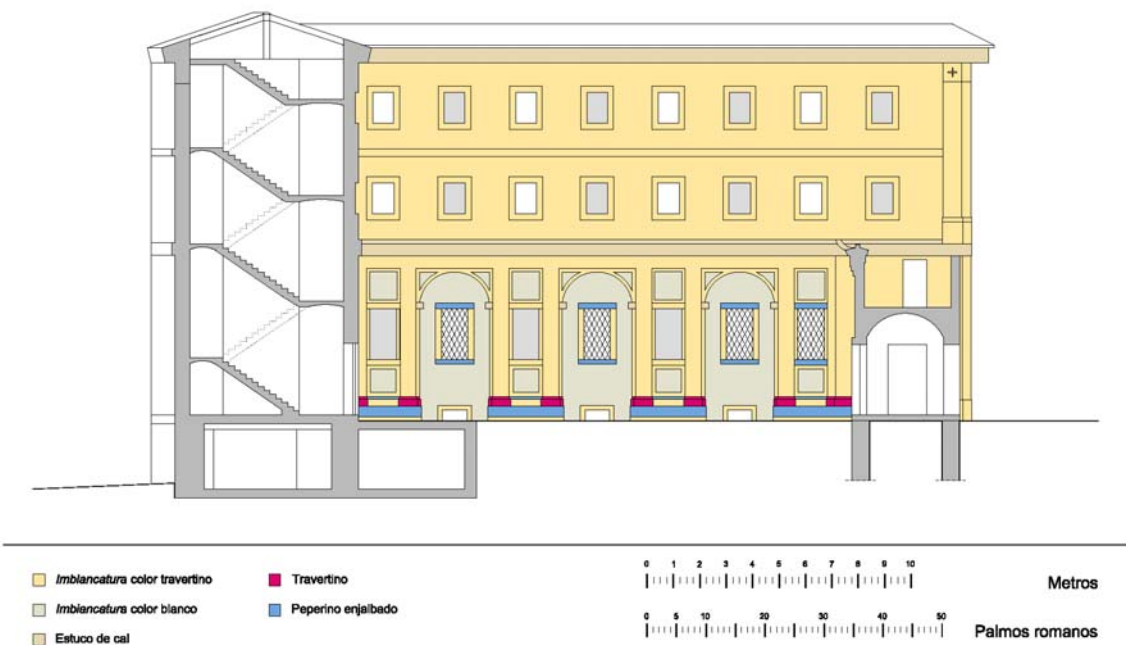 Imbiancatura color travertino
Imbiancatura color blanco
Estuco de cal
Travertino
Peperino enjalbado
0 1 2 3 4 5 6 7 8 9 10
Metros
0 5 10 20 30 40 50
Palmos romanos